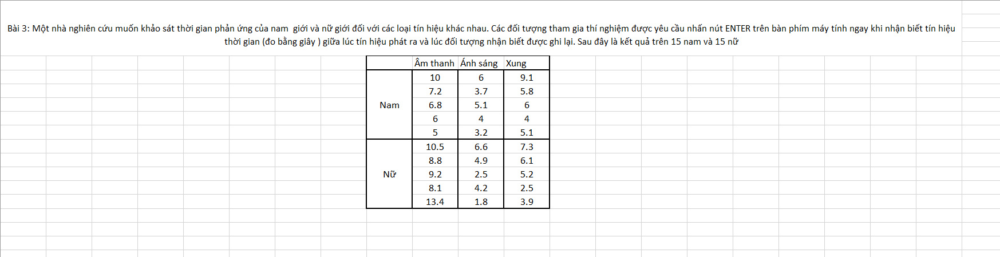 Bài 3: Một nhà nghiên cứu muốn khảo sát thời gian phản ứng của nam  giới và nữ giới đối với các loại tín hiệu khác nhau. Các đối tượng tham gia thí nghiệm được yêu cầu nhấn nút ENTER trên bàn phím máy tính ngay khi nhận biết tín hiệu
thời gian (đo bằng giây ) giữa lúc tín hiệu phát ra và lúc đối tượng nhận biết được ghi lại. Sau đây là kết quả trên 15 nam và 15 nữ
Âm thanh Ánh sáng Xung
10 6 9.1
7.2 3.7 5.8
Nam 6.8 5.1 6
6 4 4
5 3.2 5.1
10.5 6.6 7.3
8.8 4.9 6.1
Nữ 9.2 2.5 5.2
8.1 4.2 2.5
13.4 1.8 3.9